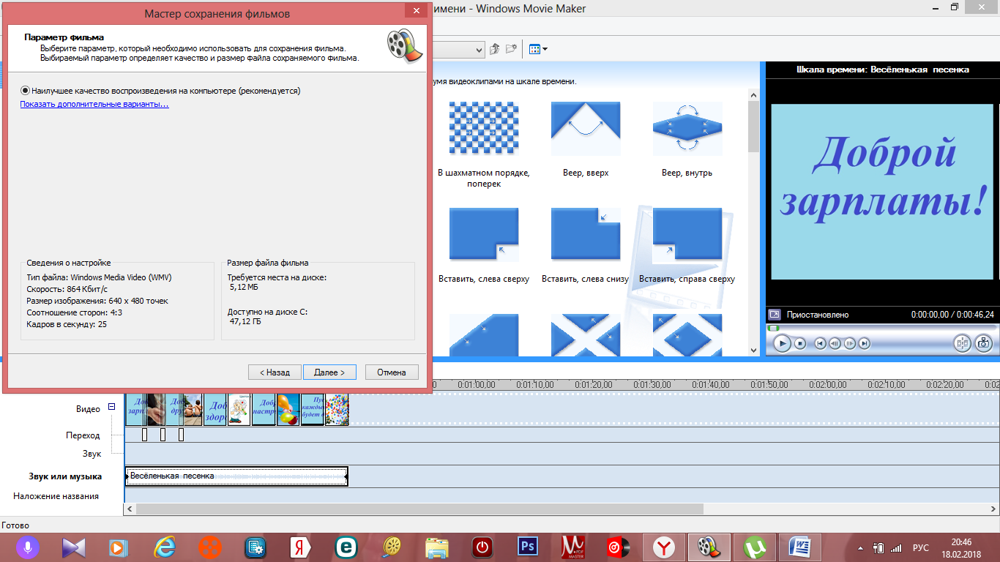 Мастер сохранения фильмов
имени - Windows Movie Maker
Параметр фильма
Выберите параметр, который необходимо использовать для сохранения фильма.
Выбираемый параметр определяет качество и размер файла сохраняемого фильма.
Наилучшее качество воспроизведения на компьютере (рекомендуется)
Показать дополнительные варианты...
Сведения о настройке
Тип файла: Windows Media Video (WMV)
Скорость: 864 Кбит/с
Размер изображения: 640 x 480 точек
Соотношение сторон: 4:3
Кадров в секунду: 25
Размер файла фильма
Требуется места на диске:
5,12 МБ
Доступно на диске C:
47,12 ГБ
< Назад
Далее >
Отмена
видеоклипами на шкале времени.
В шахматном порядке,
поперек
Веер, вверх
Веер, внутрь
Вставить, слева сверху
Вставить, слева снизу
Вставить, справа сверху
Шкала времени: Весёленькая песенка
Доброй
зарплаты!
Приостановлено
0:00:00,00 / 0:00:46,24
0:01:00,00
0:01:10,00
0:01:20,00
0:01:30,00
0:01:40,00
0:01:50,00
0:02:00,00
0:02:10,00
0:02:20,00
Видео
Переход
Звук
Звук или музыка
Весёленькая песенка
Наложение названия
Готово
Я
e
Ps
PDF
MASTER
Y
W
РУС
20:46
18.02.2018